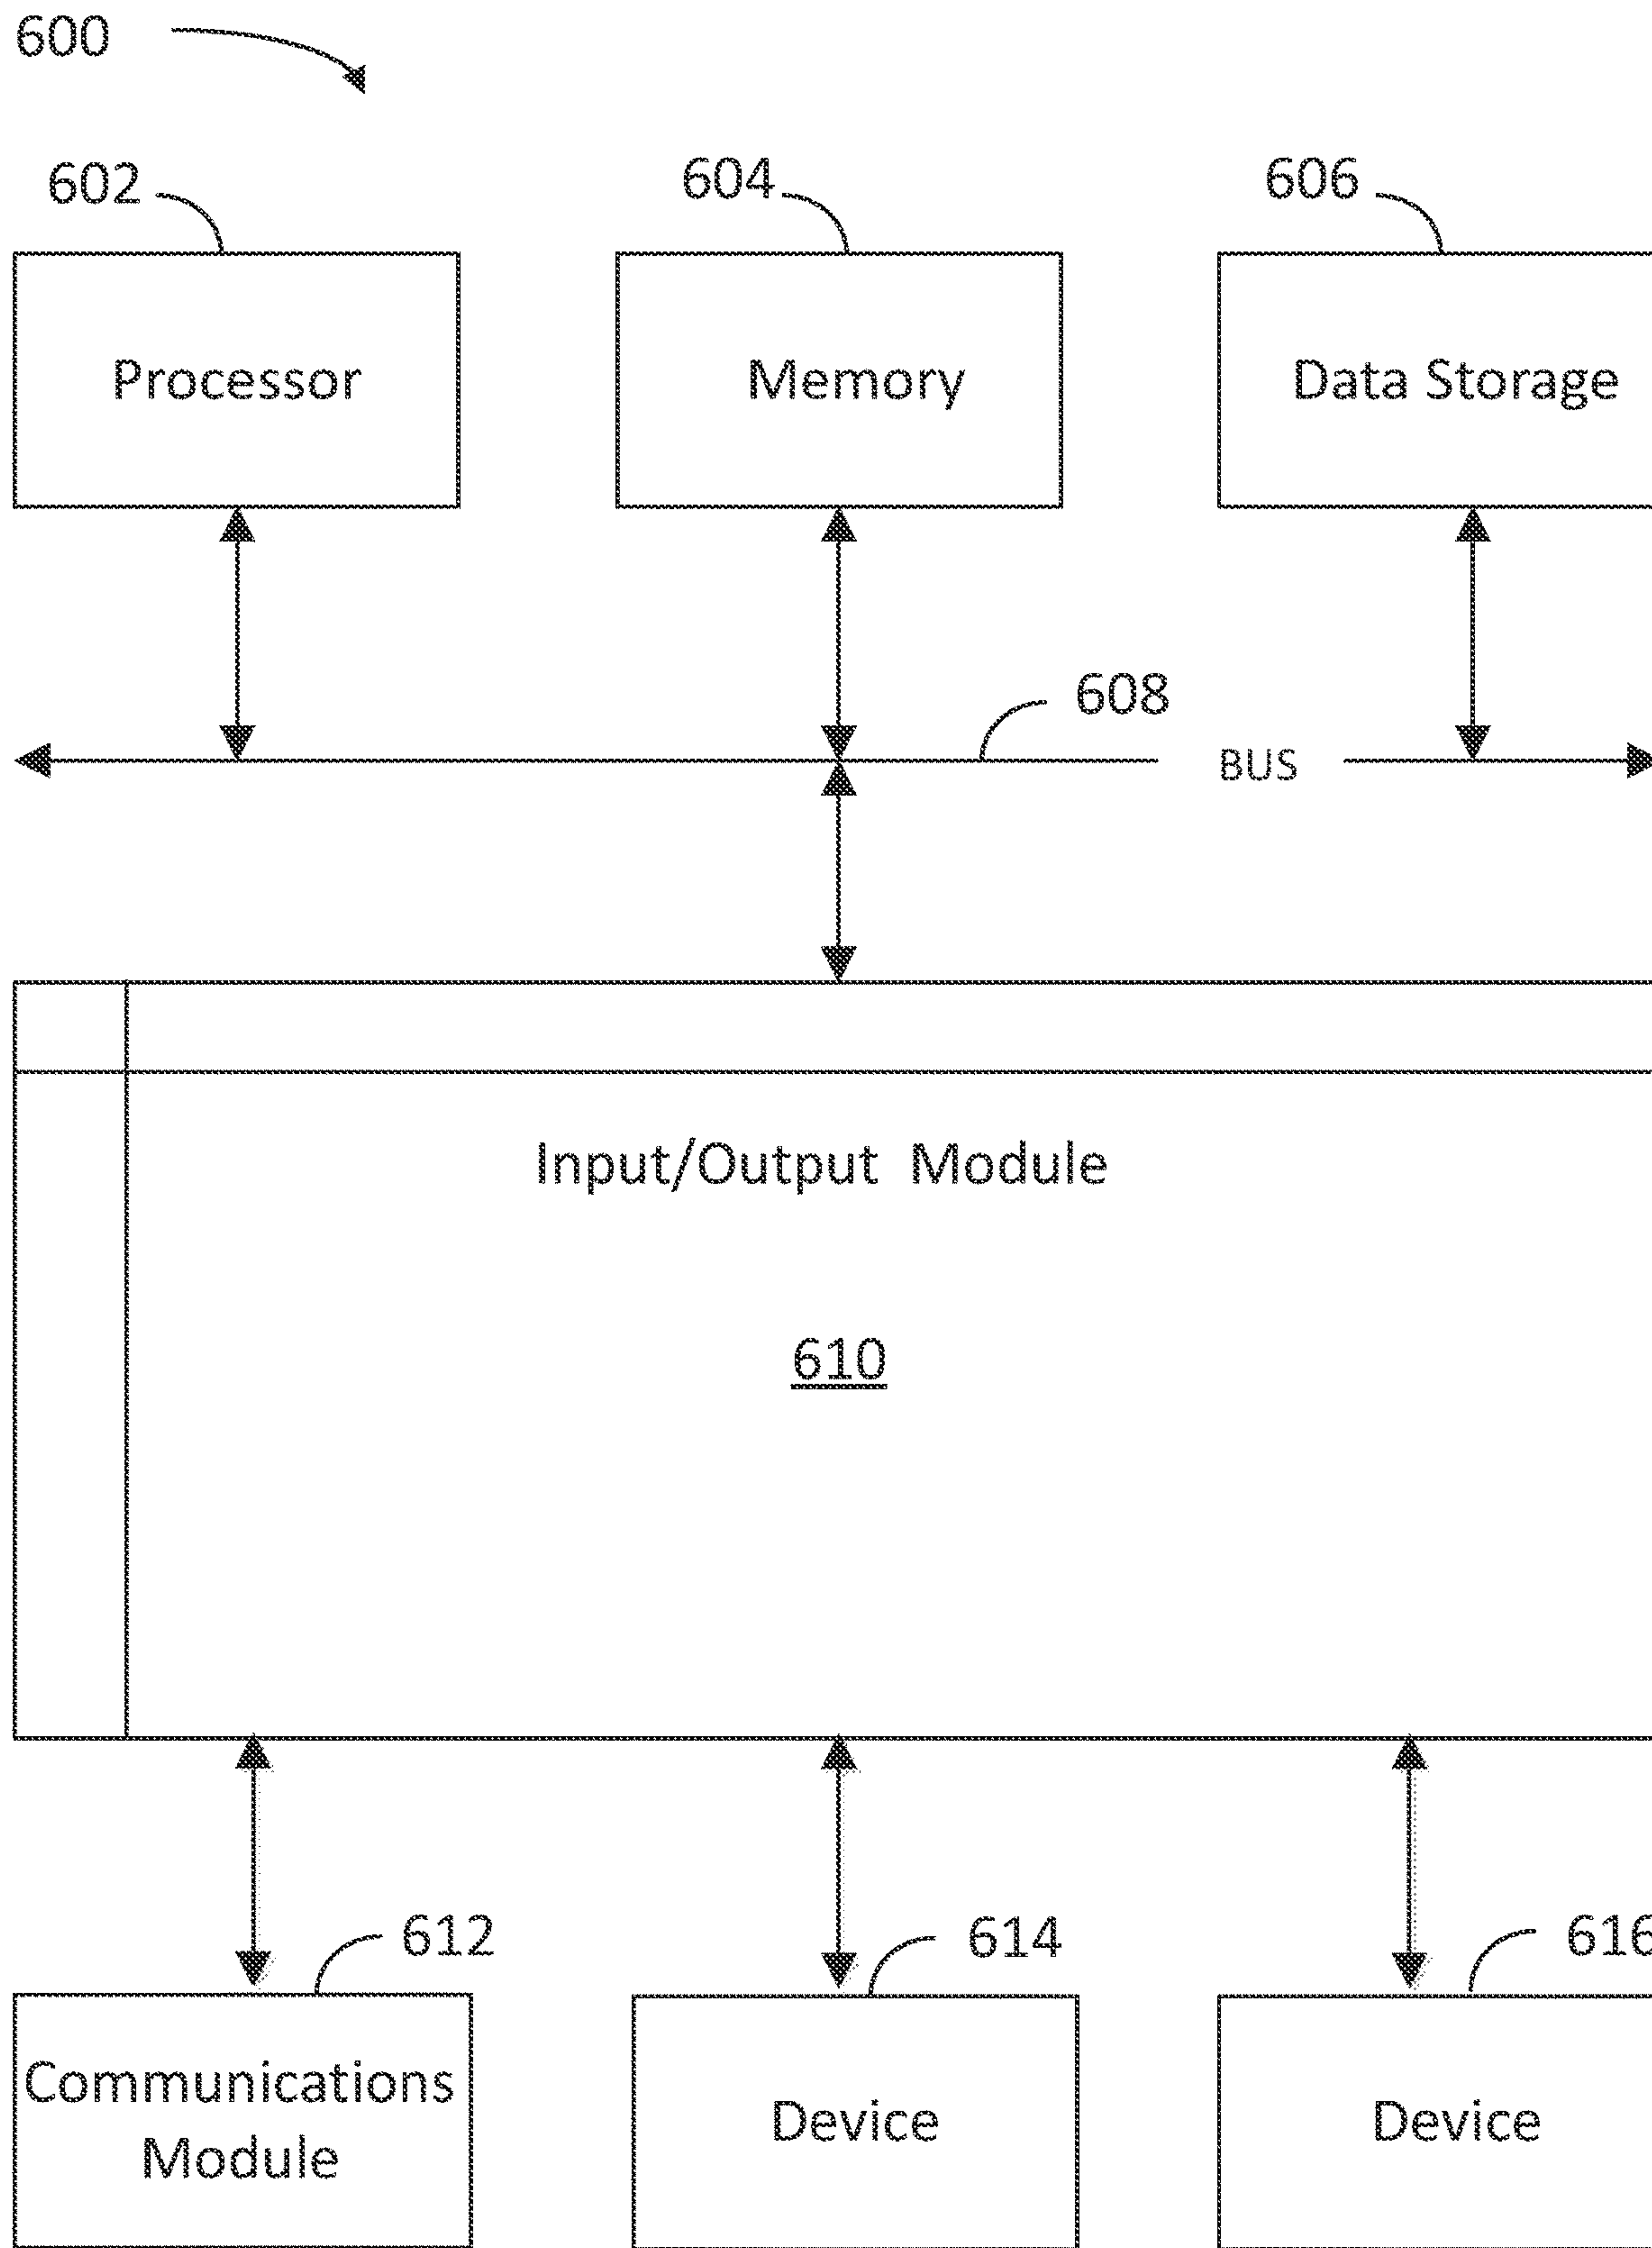 600
602
604
606
Processor
Memory
Data Storage
608
BUS
Input/Output Module
610
612
614
616
Communications
Module
Device
Device